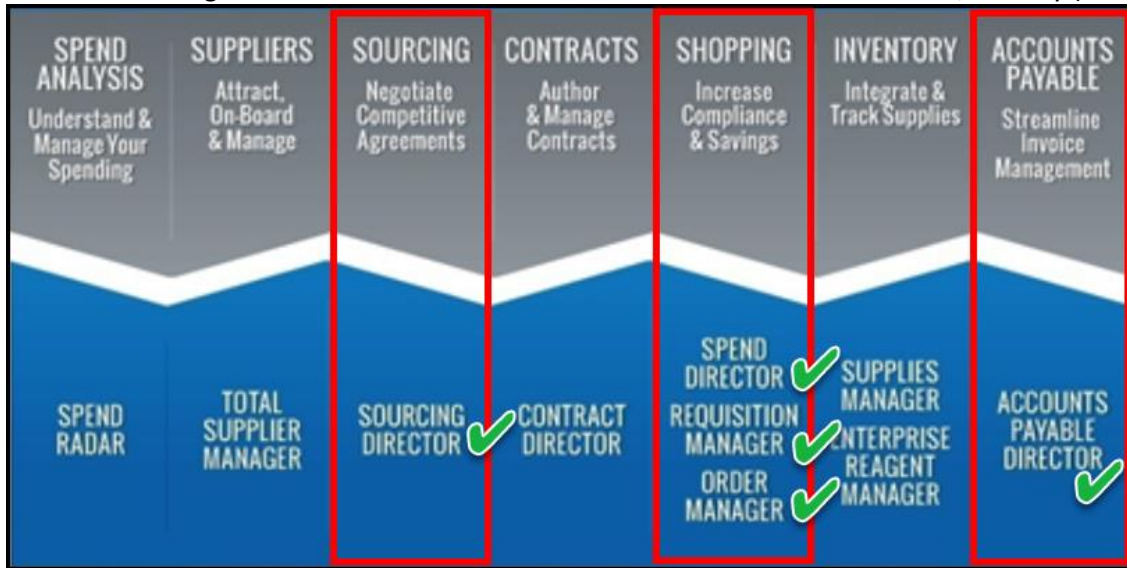 SPEND
ANALYSIS
Understand &
Manage Your
Spending
SUPPLIERS
Attract,
On-Board
& Manage
SOURCING
Negotiate
Competitive
Agreements
CONTRACTS
Author
& Manage
Contracts
SHOPPING
Increase
Compliance
& Savings
INVENTORY
Integrate &
Track Supplies
ACCOUNTS
PAYABLE
Streamline
Invoice
Management
SPEND
RADAR
TOTAL
SUPPLIER
MANAGER
SOURCING
DIRECTOR
CONTRACT
DIRECTOR
SPEND
DIRECTOR
REQUISITION
MANAGER
ORDER
MANAGER
SUPPLIES
MANAGER
ENTERPRISE
REAGENT
MANAGER
ACCOUNTS
PAYABLE
DIRECTOR